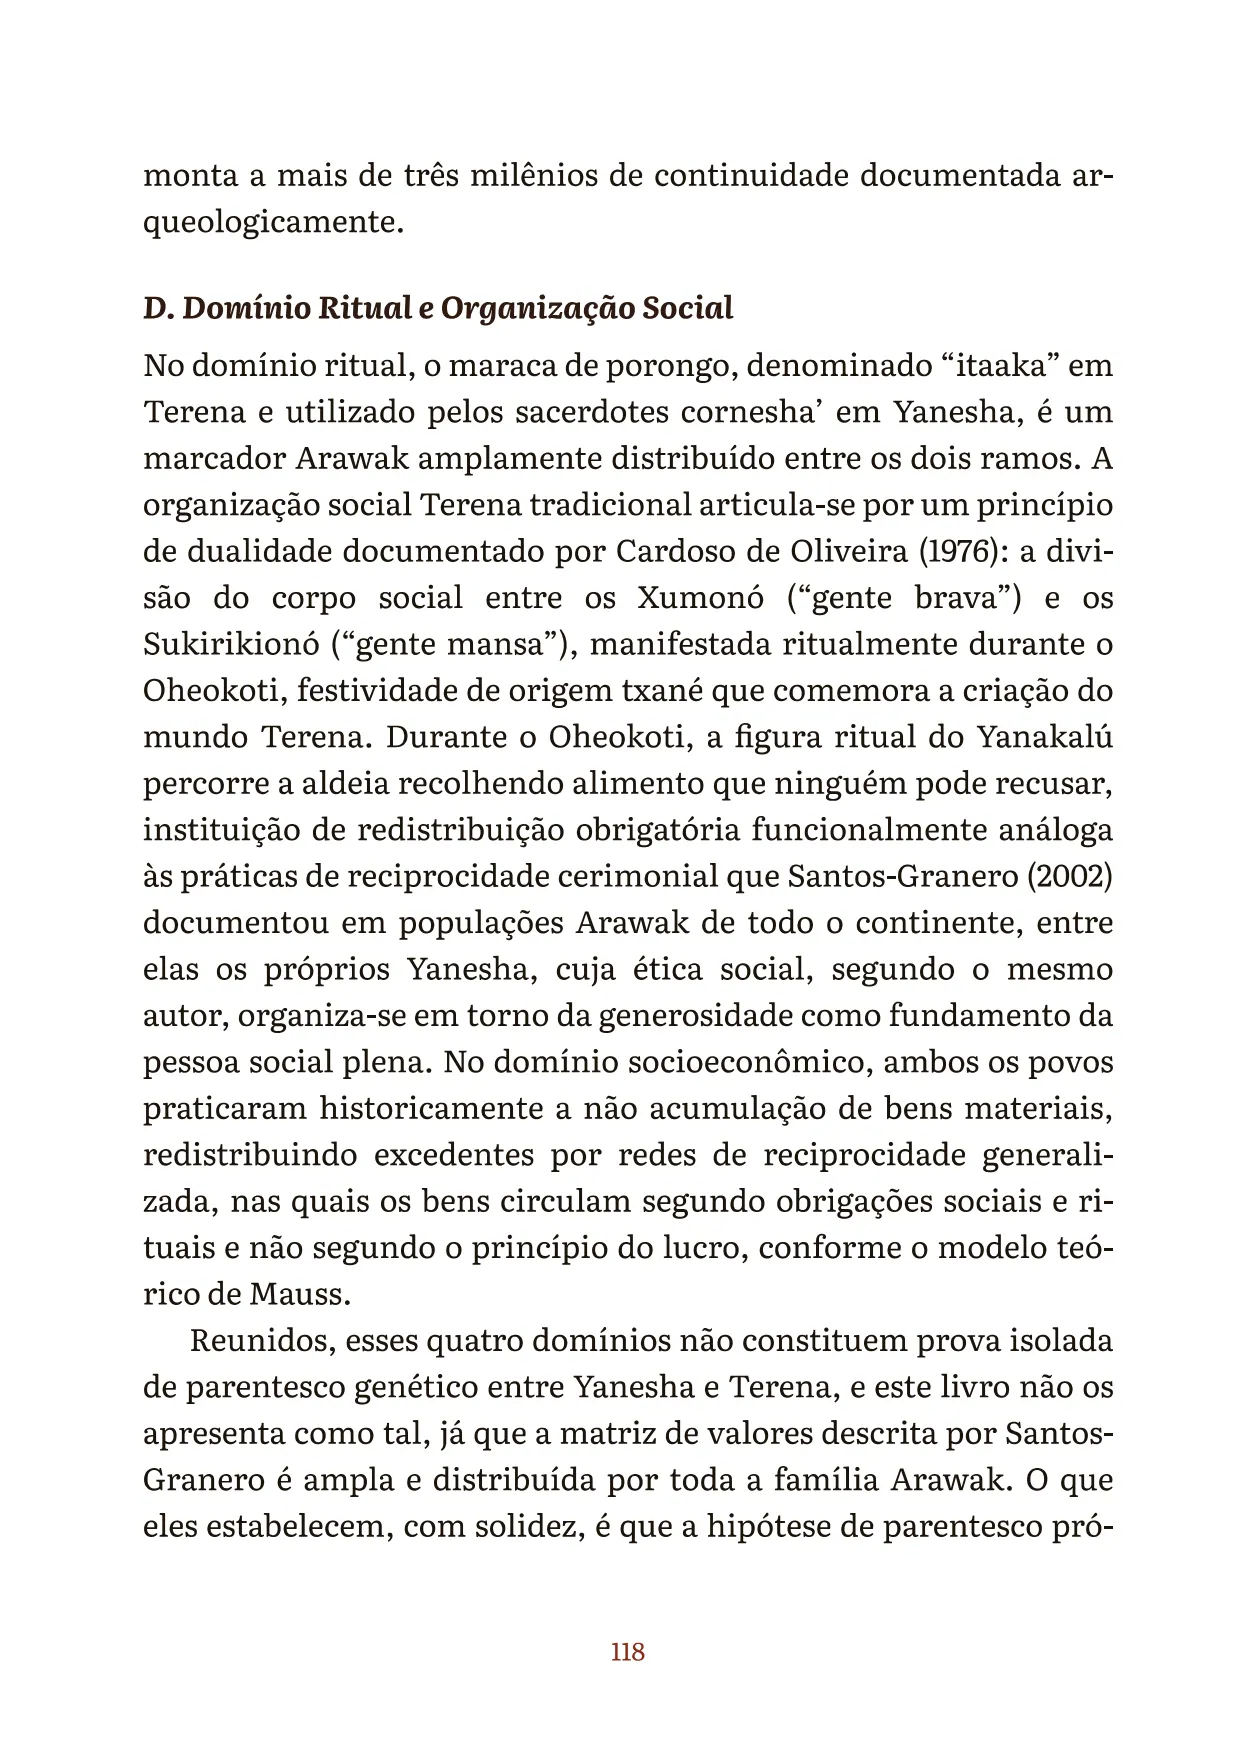 monta a mais de três milênios de continuidade documentada ar-
queologicamente.
D. Domínio Ritual e Organização Social
No domínio ritual, o maraca de porongo, denominado “itaaka” em
Terena e utilizado pelos sacerdotes cornesha’ em Yanesha, é um
marcador Arawak amplamente distribuído entre os dois ramos. A
organização social Terena tradicional articula-se por um princípio
de dualidade documentado por Cardoso de Oliveira (1976): a divi-
são do corpo social entre os Xumonó (“gente brava”) e os
Sukirikionó (“gente mansa”), manifestada ritualmente durante o
Oheokoti, festividade de origem txané que comemora a criação do
mundo Terena. Durante o Oheokoti, a figura ritual do Yanakalú
percorre a aldeia recolhendo alimento que ninguém pode recusar,
instituição de redistribuição obrigatória funcionalmente análoga
às práticas de reciprocidade cerimonial que Santos-Granero (2002)
documentou em populações Arawak de todo o continente, entre
elas os próprios Yanesha, cuja ética social, segundo o mesmo
autor, organiza-se em torno da generosidade como fundamento da
pessoa social plena. No domínio socioeconômico, ambos os povos
praticaram historicamente a não acumulação de bens materiais,
redistribuindo excedentes por redes de reciprocidade generali-
zada, nas quais os bens circulam segundo obrigações sociais e ri-
tuais e não segundo o princípio do lucro, conforme o modelo teó-
rico de Mauss.
Reunidos, esses quatro domínios não constituem prova isolada
de parentesco genético entre Yanesha e Terena, e este livro não os
apresenta como tal, já que a matriz de valores descrita por Santos-
Granero é ampla e distribuída por toda a família Arawak. O que
eles estabelecem, com solidez, é que a hipótese de parentesco pró-
118